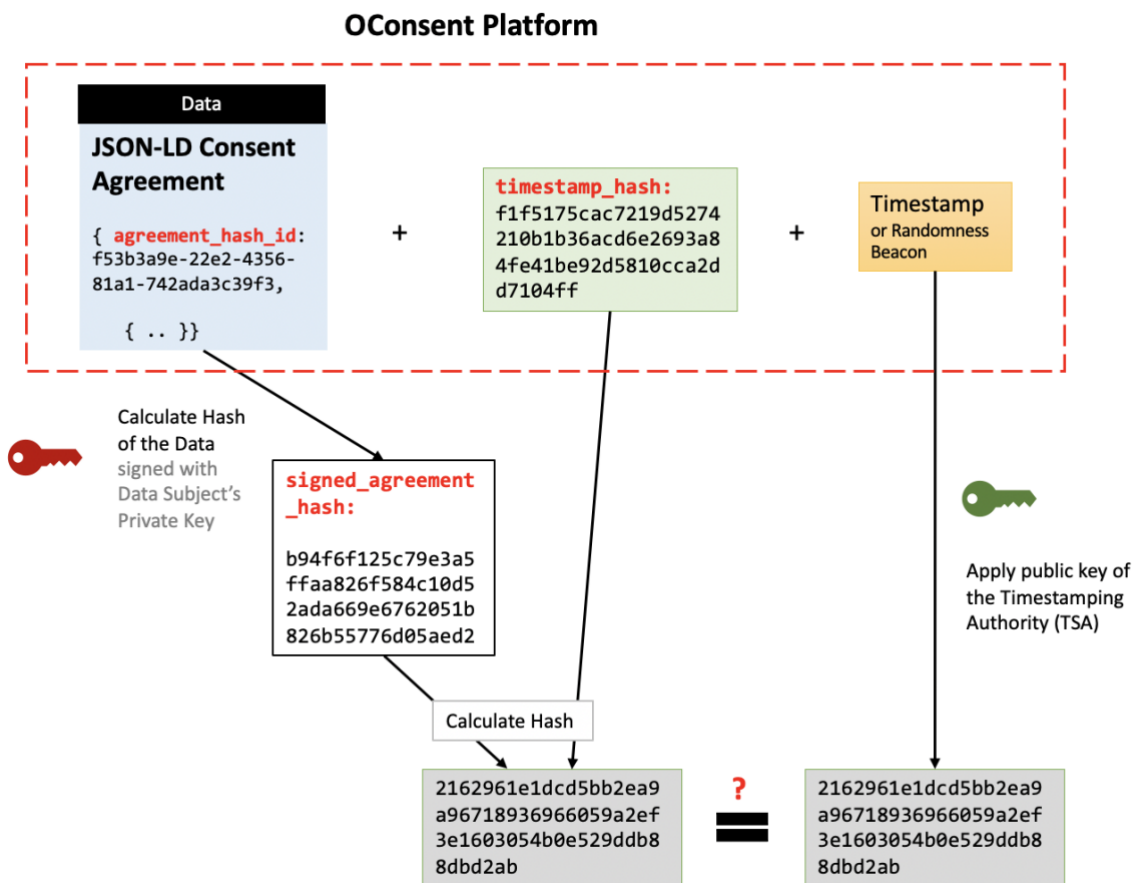 OConsent Platform
Data
JSON-LD Consent
Agreement
{ agreement_hash_id:
f53b3a9e-22e2-4356-
81a1-742ada3c39f3,
{ .. }}
+
timestamp_hash:
f1f5175cac7219d5274
210b1b36acd6e2693a8
4fe41be92d5810cca2d
d7104ff
+
Timestamp
or Randomness
Beacon
Calculate Hash
of the Data
signed with
Data Subject's
Private Key
signed_agreement
_hash:
b94f6f125c79e3a5
ffaa826f584c10d5
2ada669e6762051b
826b55776d05aed2
Apply public key of
the Timestamping
Authority (TSA)
Calculate Hash
2162961e1dcd5bb2ea9
a96718936966059a2ef
3e1603054b0e529ddb8
8dbd2ab
?
=
2162961e1dcd5bb2ea9
a96718936966059a2ef
3e1603054b0e529ddb8
8dbd2ab